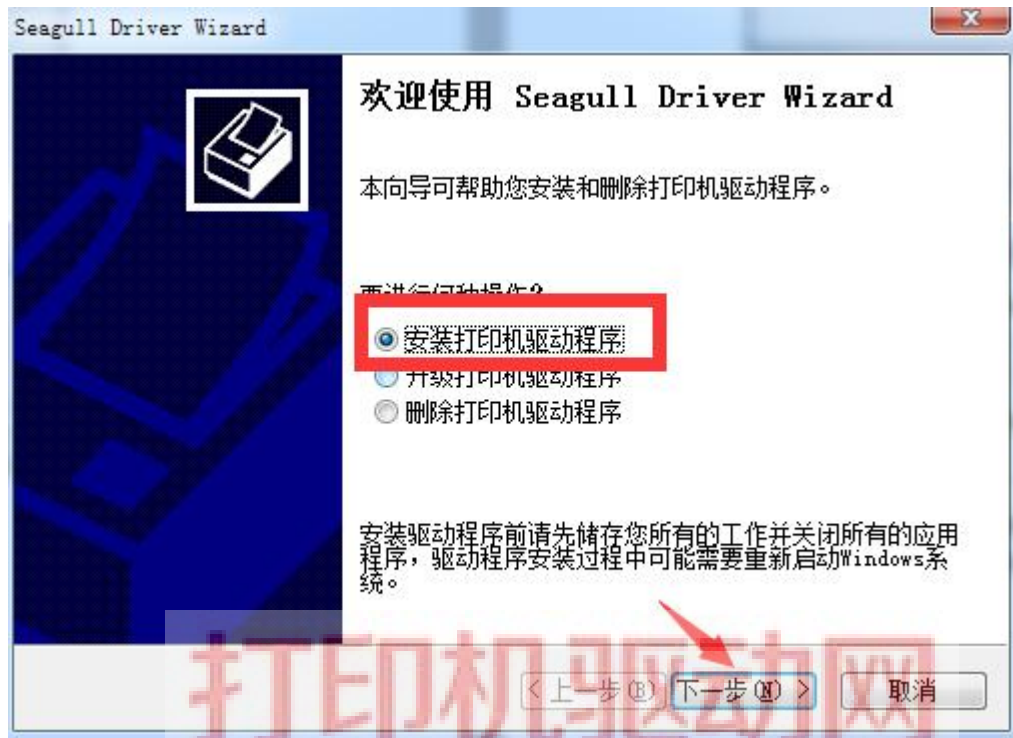 Seagull Driver Wizard
欢迎使用 Seagull Driver Wizard
本向导可帮助您安装和删除打印机驱动程序。
要进行何种操作?
安装打印机驱动程序
升级打印机驱动程序
删除打印机驱动程序
安装驱动程序前请先储存您所有的工作并关闭所有的应用
程序，驱动程序安装过程中可能需要重新启动Windows系
统。
< 上一步(B) 下一步(N) > 取消
打印机驱动网